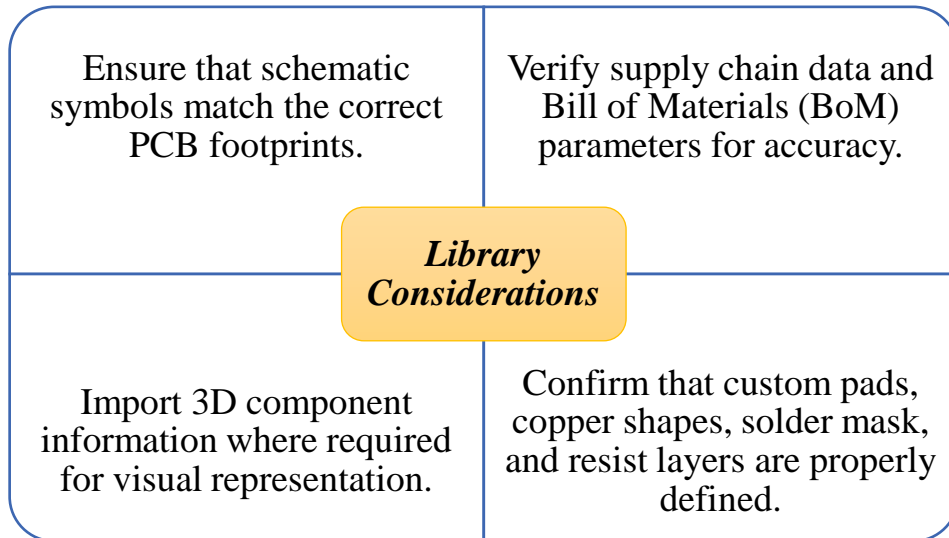 Ensure that schematic
symbols match the correct
PCB footprints.
Verify supply chain data and
Bill of Materials (BoM)
parameters for accuracy.
Library
Considerations
Import 3D component
information where required
for visual representation.
Confirm that custom pads,
copper shapes, solder mask,
and resist layers are properly
defined.